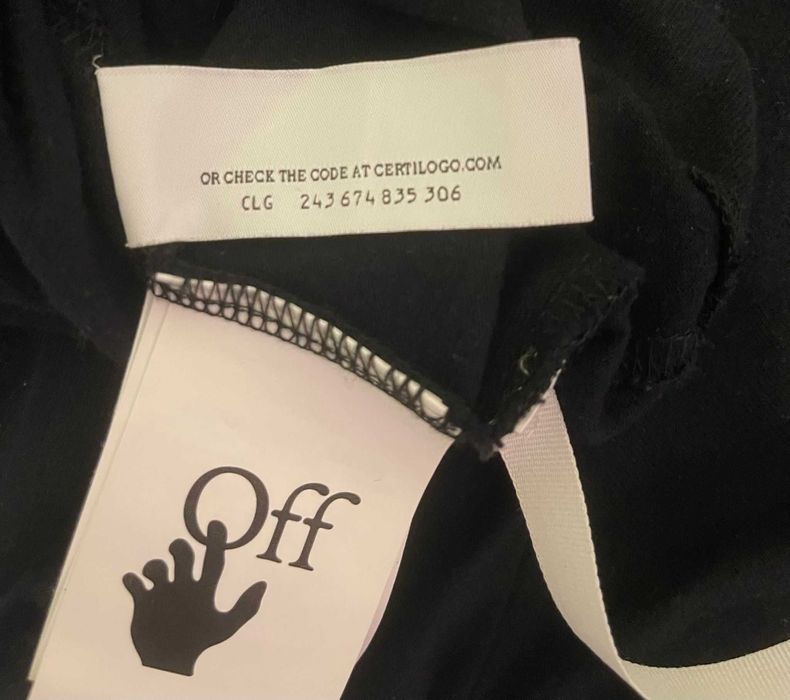 OR CHECK THE CODE AT CERTILOGO.COM
CLG 243 674 835 306
Off